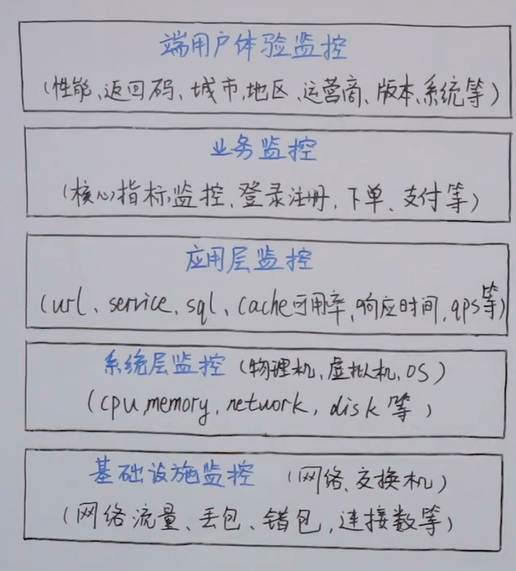 端用户体验监控
(性能、返回码、城市、地区、运营商、版本、系统等)
业务监控
(核心指标监控、登录注册、下单、支付等)
应用层监控
(url、service、sql、cache可用率、响应时间、qps等)
系统层监控 (物理机、虚拟机、OS)
(cpu,memory, network, disk 等)
基础设施监控 (网络、交换机)
(网络流量、丢包、错包、连接数等)